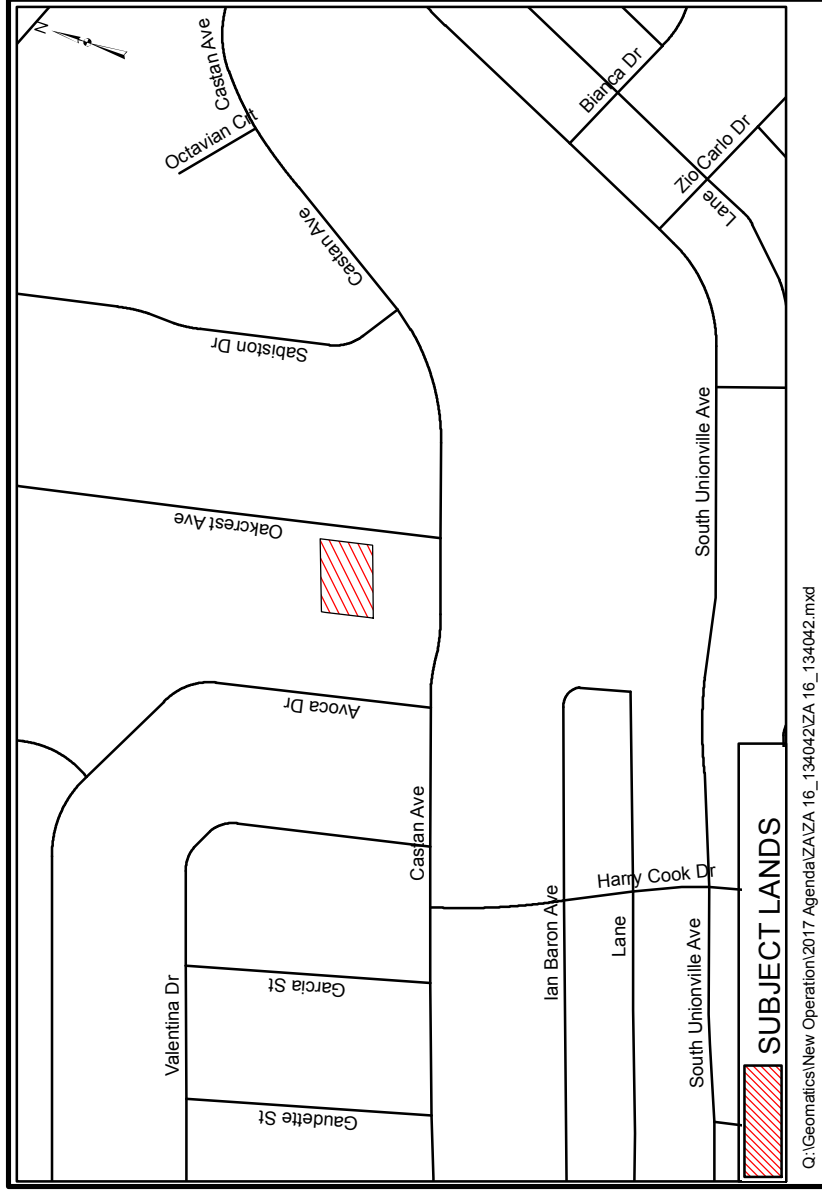 N
Castan Ave
Octavian Crt
Castan Ave
Bianca Dr
Zio Carlo Dr
Lane
Sabiston Dr
Oakcrest Ave
South Unionville Ave
Avoca Dr
Castan Ave
Harry Cook Dr
Ian Baron Ave
Lane
Valentina Dr
Garcia St
Gaudette St
South Unionville Ave
SUBJECT LANDS
Q:\Geomatics\New Operation\2017 Agenda\ZA\ZA 16_134042\ZA 16_134042.mxd